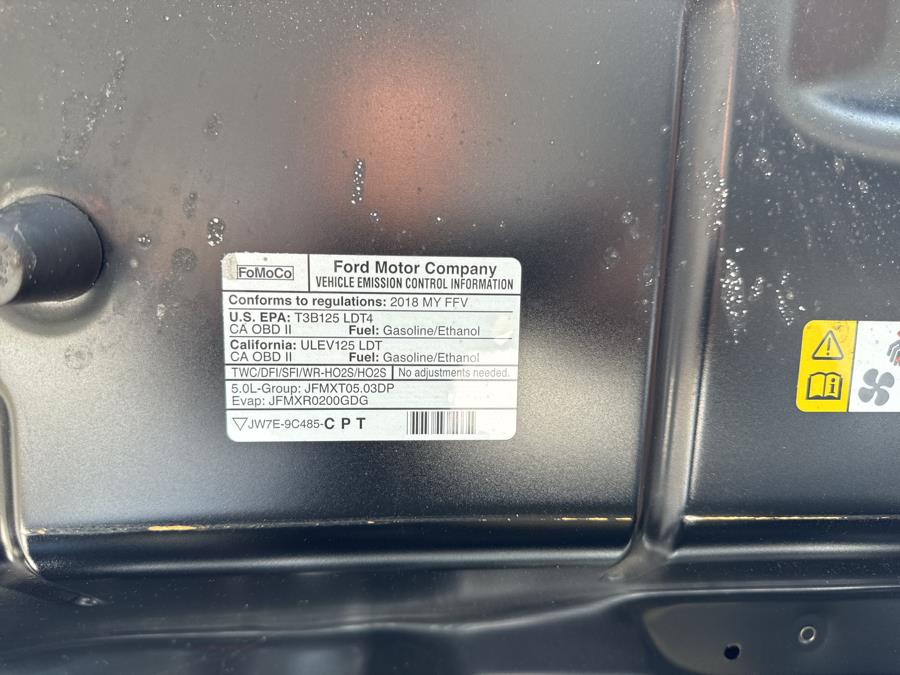 FoMoCo
Ford Motor Company
VEHICLE EMISSION CONTROL INFORMATION
Conforms to regulations: 2018 MY FFV
U.S. EPA: T3B125 LDT4
CA OBD II Fuel: Gasoline/Ethanol
California: ULEV125 LDT
CA OBD II Fuel: Gasoline/Ethanol
TWC/DFI/SFI/WR-HO2S/HO2S No adjustments needed.
5.0L-Group: JFMXT05.03DP
Evap: JFMXR0200GDG
JW7E-9C485-C P T